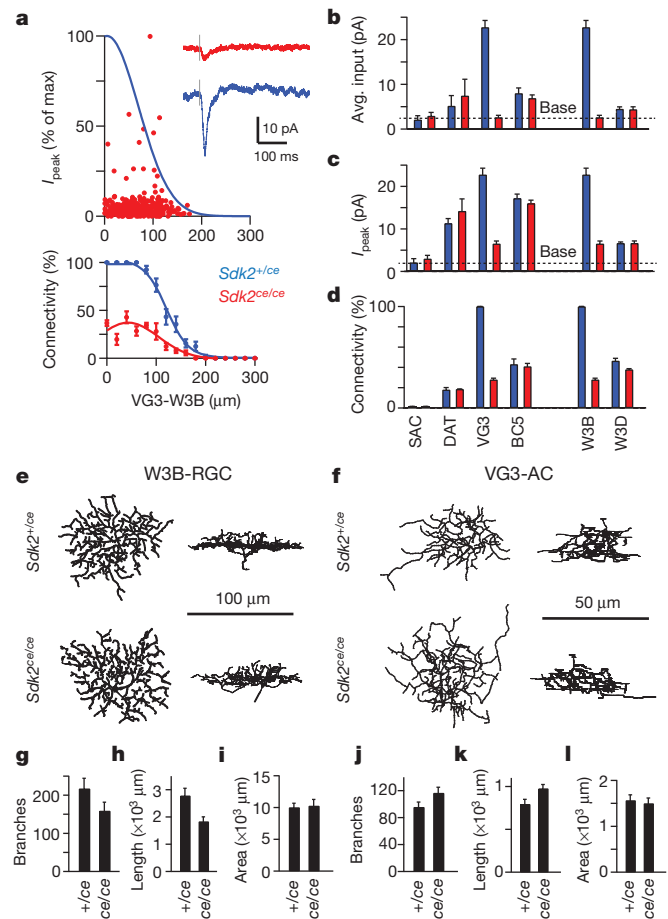 a
I peak (% of max)
100
50
0
0 100 200 300
10 pA
100 ms
Connectivity (%)
100
50
0
Sdk2+/ce
Sdk2ce/ce
0 100 200 300
VG3-W3B (μm)
b
Avg. input (pA)
20
10
0
Base
c
Ipeak (pA)
20
10
0
Base
d
Connectivity (%)
100
50
0
SAC
DAT
VG3
BC5
W3B
W3D
e
W3B-RGC
Sdk2+/ce
100 μm
Sdk2ce/ce
f
VG3-AC
Sdk2+/ce
50 μm
Sdk2ce/ce
g
Branches
200
100
0
+/ce
ce/ce
h
Length (×10³ μm)
3
2
1
0
+/ce
ce/ce
i
Area (×10³ μm)
15
10
5
0
+/ce
ce/ce
j
Branches
120
80
40
0
+/ce
ce/ce
k
Length (×10³ μm)
1
0
+/ce
ce/ce
l
Area (×10³ μm)
2
1
0
+/ce
ce/ce